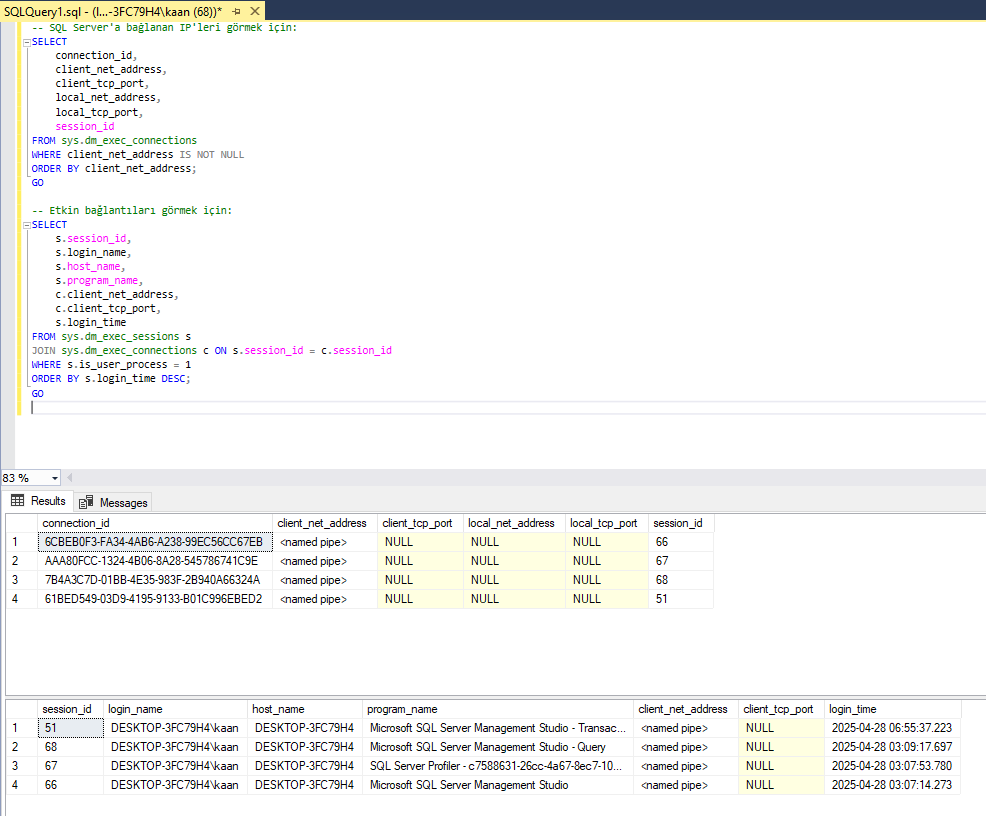 SQLQuery1.sql - (l...-3FC79H4\kaan (68))*
-- SQL Server'a bağlanan IP'leri görmek için:
SELECT
connection_id,
client_net_address,
client_tcp_port,
local_net_address,
local_tcp_port,
session_id
FROM sys.dm_exec_connections
WHERE client_net_address IS NOT NULL
ORDER BY client_net_address;
GO
-- Etkin bağlantıları görmek için:
SELECT
s.session_id,
s.login_name,
s.host_name,
s.program_name,
c.client_net_address,
c.client_tcp_port,
s.login_time
FROM sys.dm_exec_sessions s
JOIN sys.dm_exec_connections c ON s.session_id = c.session_id
WHERE s.is_user_process = 1
ORDER BY s.login_time DESC;
GO
83 %
Results Messages
connection_id client_net_address client_tcp_port local_net_address local_tcp_port session_id
1 6CBEB0F3-FA34-4AB6-A238-99EC56CC67EB <named pipe> NULL NULL NULL 66
2 AAA80FCC-1324-4B06-8A28-545786741C9E <named pipe> NULL NULL NULL 67
3 7B4A3C7D-01BB-4E35-983F-2B940A66324A <named pipe> NULL NULL NULL 68
4 61BED549-03D9-4195-9133-B01C996EBED2 <named pipe> NULL NULL NULL 51
session_id login_name host_name program_name client_net_address client_tcp_port login_time
1 51 DESKTOP-3FC79H4\kaan DESKTOP-3FC79H4 Microsoft SQL Server Management Studio - Transac... <named pipe> NULL 2025-04-28 06:55:37.223
2 68 DESKTOP-3FC79H4\kaan DESKTOP-3FC79H4 Microsoft SQL Server Management Studio - Query <named pipe> NULL 2025-04-28 03:09:17.697
3 67 DESKTOP-3FC79H4\kaan DESKTOP-3FC79H4 SQL Server Profiler - c7588631-26cc-4a67-8ec7-10... <named pipe> NULL 2025-04-28 03:07:53.780
4 66 DESKTOP-3FC79H4\kaan DESKTOP-3FC79H4 Microsoft SQL Server Management Studio <named pipe> NULL 2025-04-28 03:07:14.273